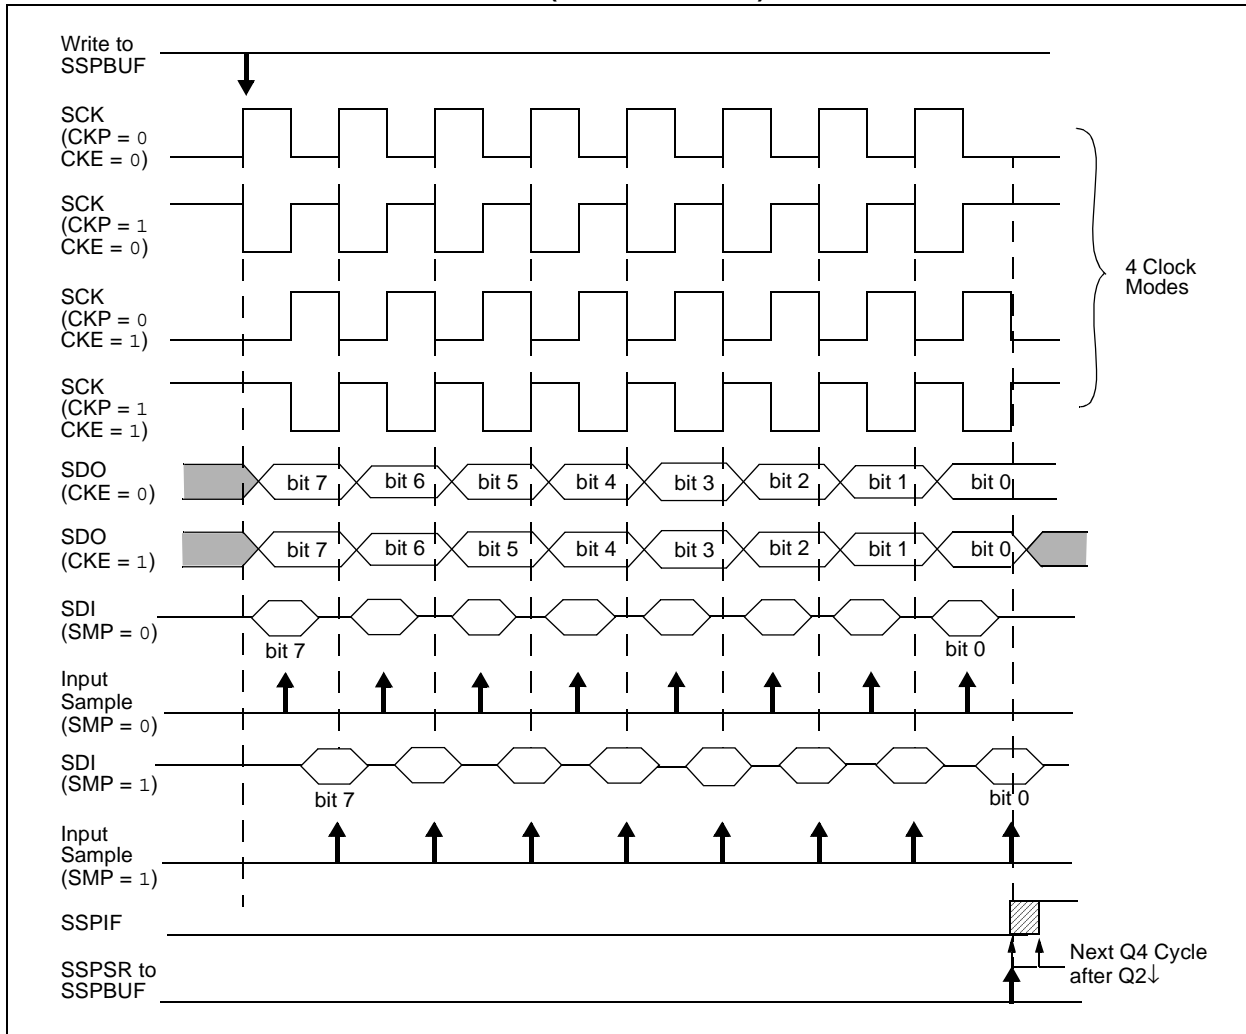 Write to
SSPBUF
SCK
(CKP = 0
CKE = 0)
SCK
(CKP = 1
CKE = 0)
4 Clock
Modes
SCK
(CKP = 0
CKE = 1)
SCK
(CKP = 1
CKE = 1)
SDO
(CKE = 0)
bit 7 bit 6 bit 5 bit 4 bit 3 bit 2 bit 1 bit 0
SDO
(CKE = 1)
bit 7 bit 6 bit 5 bit 4 bit 3 bit 2 bit 1 bit 0
SDI
(SMP = 0)
bit 7 bit 0
Input
Sample
(SMP = 0)
SDI
(SMP = 1)
bit 7 bit 0
Input
Sample
(SMP = 1)
SSPIF
Next Q4 Cycle
after Q2↓
SSPSR to
SSPBUF